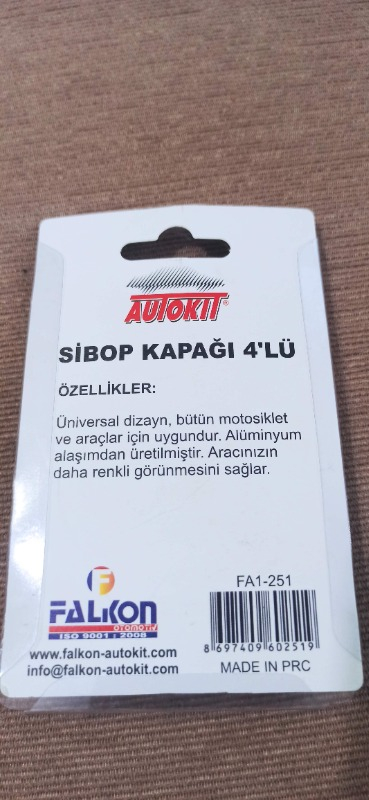 AUTOKIT®
SİBOP KAPAĞI 4'LÜ
ÖZELLİKLER:
Üniversal dizayn, bütün motosiklet
ve araçlar için uygundur. Alüminyum
alaşımdan üretilmiştir. Aracınızın
daha renkli görünmesini sağlar.
F
FALKON
OTOMOTİV
ISO 9001 : 2008
www.falkon-autokit.com
info@falkon-autokit.com
FA1-251
8 697409 602519
MADE IN PRC